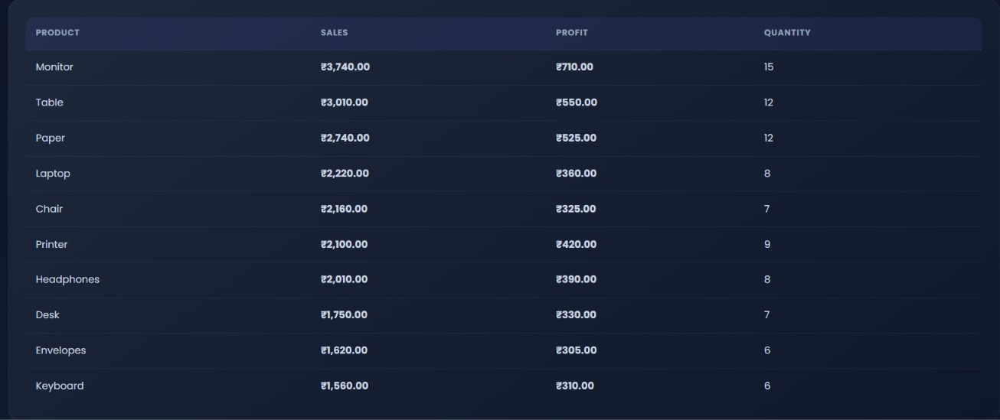 PRODUCT SALES PROFIT QUANTITY
Monitor ₹3,740.00 ₹710.00 15
Table ₹3,010.00 ₹550.00 12
Paper ₹2,740.00 ₹525.00 12
Laptop ₹2,220.00 ₹360.00 8
Chair ₹2,160.00 ₹325.00 7
Printer ₹2,100.00 ₹420.00 9
Headphones ₹2,010.00 ₹390.00 8
Desk ₹1,750.00 ₹330.00 7
Envelopes ₹1,620.00 ₹305.00 6
Keyboard ₹1,560.00 ₹310.00 6